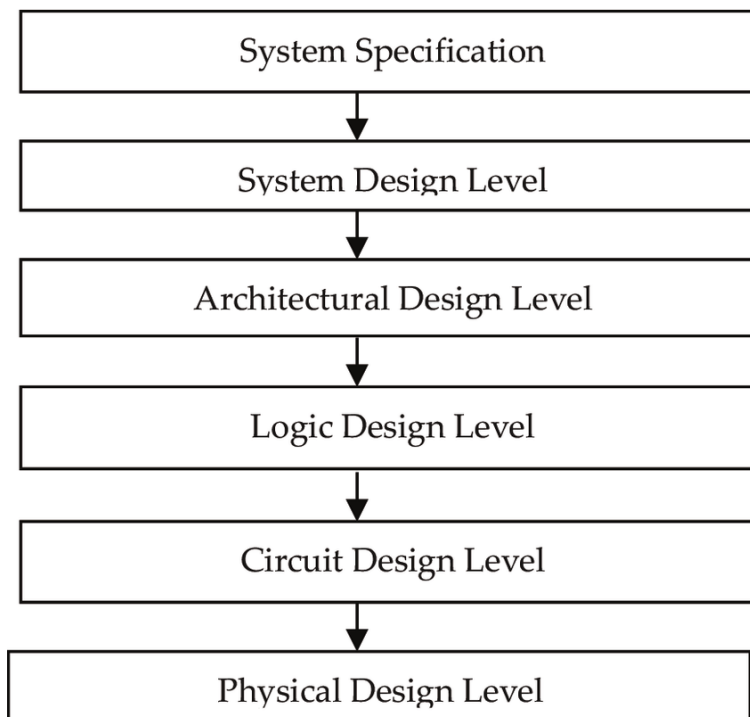 System Specification
System Design Level
Architectural Design Level
Logic Design Level
Circuit Design Level
Physical Design Level